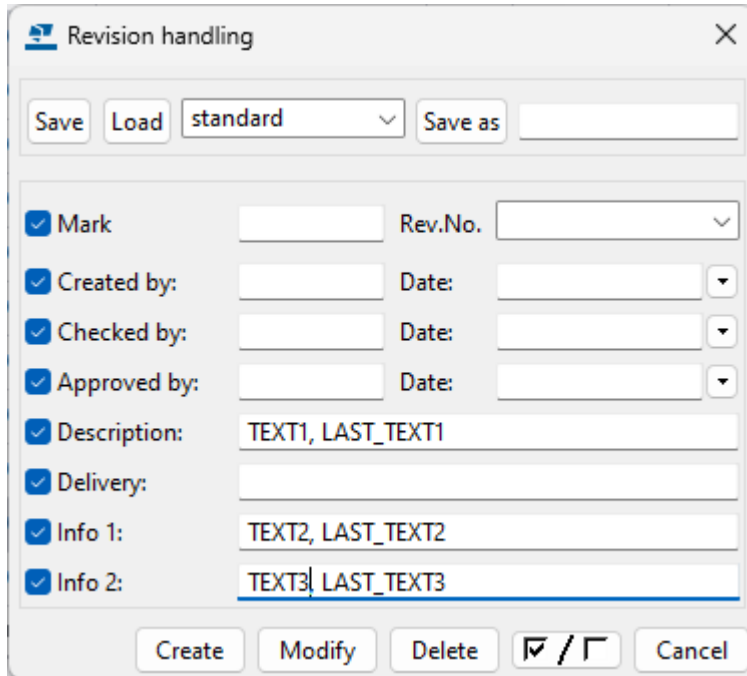 Revision handling
Save Load standard Save as
Mark Rev.No.
Created by: Date:
Checked by: Date:
Approved by: Date:
Description: TEXT1, LAST_TEXT1
Delivery:
Info 1: TEXT2, LAST_TEXT2
Info 2: TEXT3, LAST_TEXT3
Create Modify Delete / Cancel